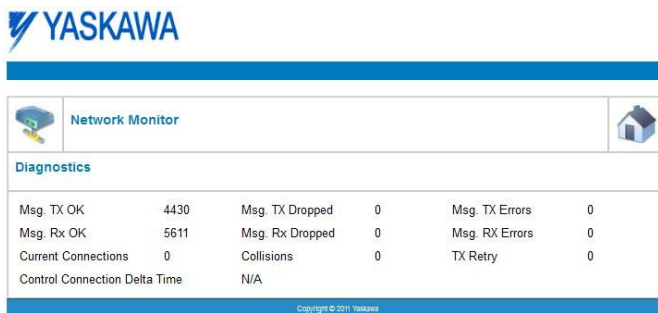 YASKAWA
Network Monitor
Diagnostics
Msg. TX OK 4430 Msg. TX Dropped 0 Msg. TX Errors 0
Msg. Rx OK 5611 Msg. Rx Dropped 0 Msg. RX Errors 0
Current Connections 0 Collisions 0 TX Retry 0
Control Connection Delta Time N/A
Copyright © 2011 Yaskawa